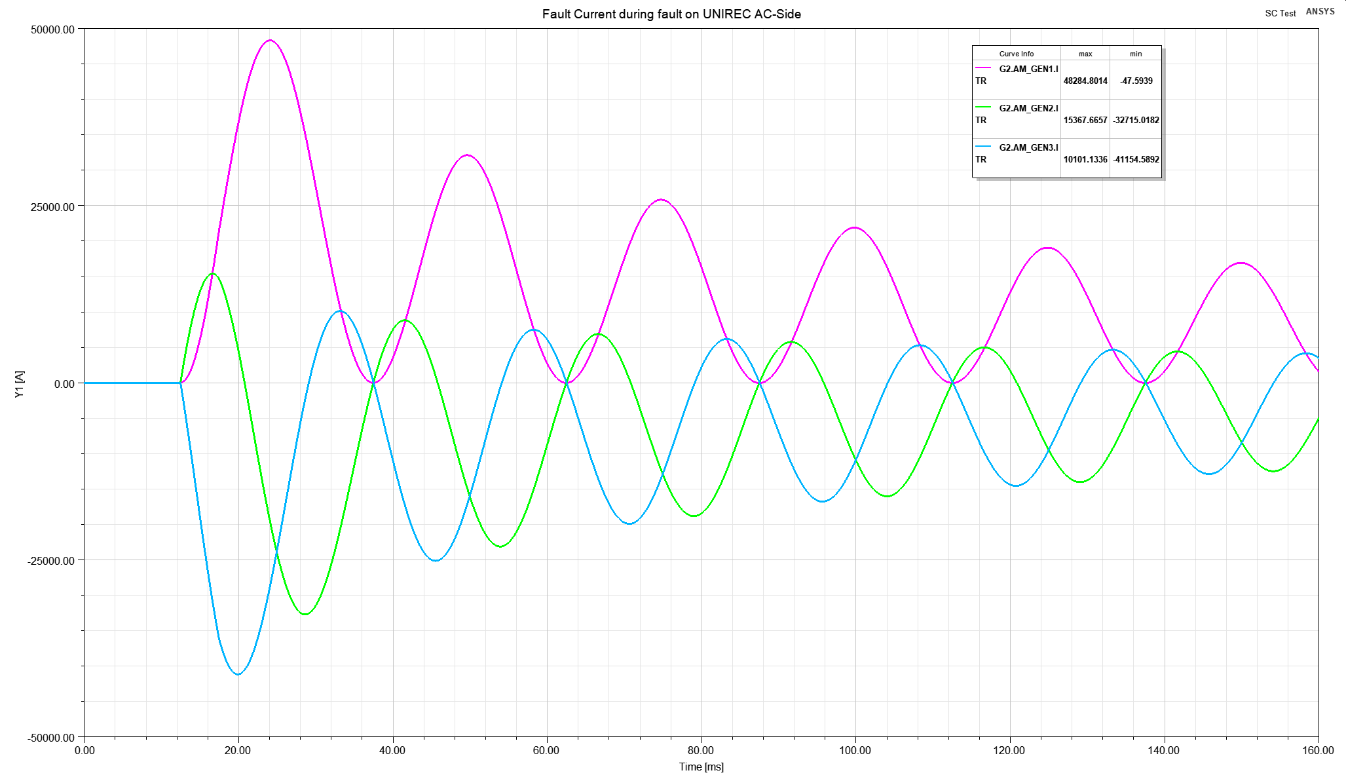 Fault Current during fault on UNIREC AC-Side
SC Test ANSYS
50000.00
25000.00
0.00
-25000.00
-50000.00
Y1 [A]
Curve Info max min
G2.AM_GEN1.I
TR 48284.8014 -47.5939
G2.AM_GEN2.I
TR 15367.6657 -32715.0182
G2.AM_GEN3.I
TR 10101.1336 -41154.5892
0.00 20.00 40.00 60.00 80.00 100.00 120.00 140.00 160.00
Time [ms]